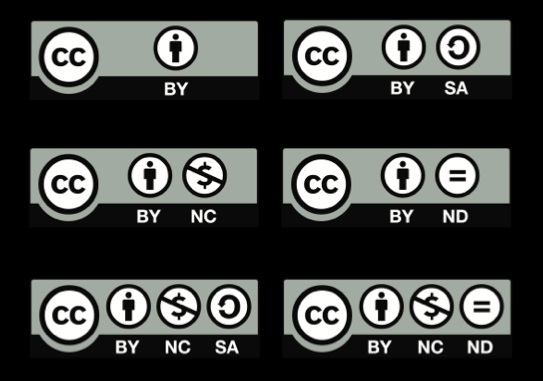 CC BY
CC BY SA
CC BY NC
CC BY ND
CC $ BY NC SA
CC $ BY NC ND